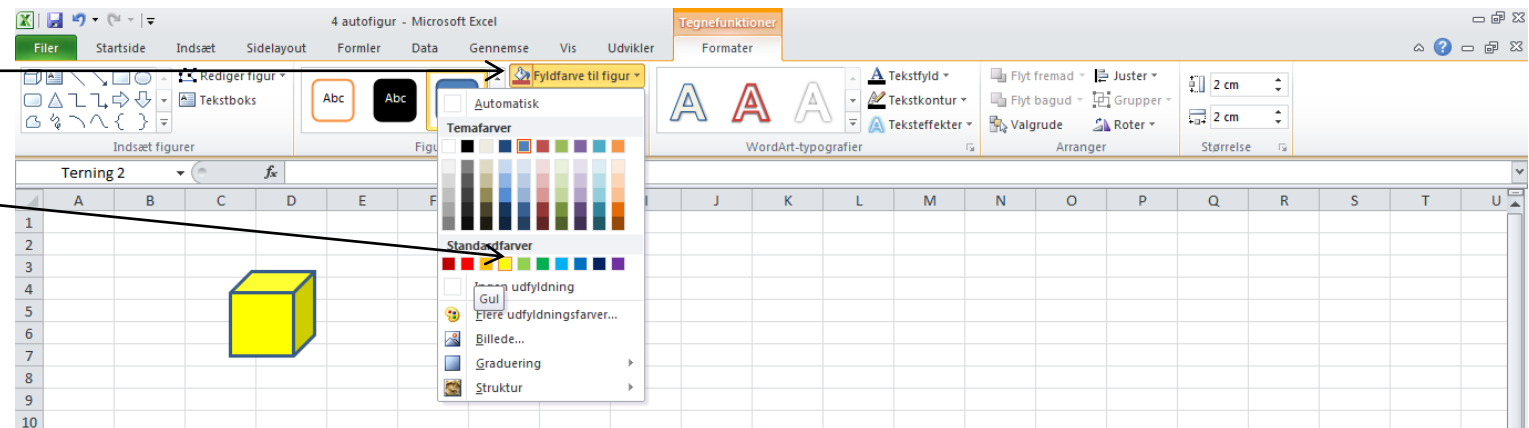 4 autofigur - Microsoft Excel
Tegnefunktioner
Filer Startside Indsæt Sidelayout Formler Data Gennemse Vis Udvikler Formater
Rediger figur
Tekstboks
Indsæt figurer
Abc Abc
Figu
Fyldfarve til figur
Automatisk
Temafarver
Standardfarver
Ingen udfyldning
Gul
Flere udfyldningsfarver...
Billede...
Graduering
Struktur
A A A
Tekstfyld
Tekstkontur
Teksteffekter
WordArt-typografier
Flyt fremad
Flyt bagud
Valgrude
Juster
Grupper
Roter
Arranger
2 cm
2 cm
Størrelse
Terning 2
fx
A B C D E F J K L M N O P Q R S T U
1
2
3
4
5
6
7
8
9
10